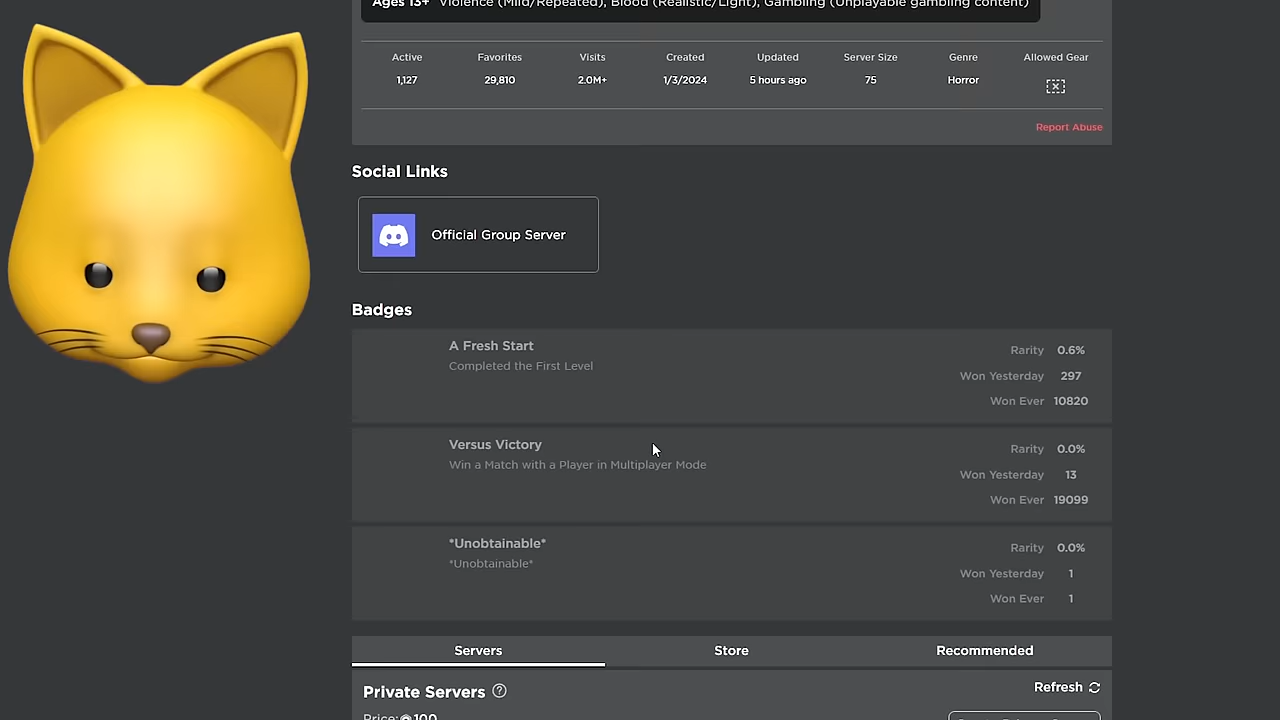 Ages 13+ Violence (Mild/Repeated), Blood (Realistic/Light), Gambling (Unplayable gambling content)
Active Favorites Visits Created Updated Server Size Genre Allowed Gear
1,127 29,810 2.0M+ 1/3/2024 5 hours ago 75 Horror
Report Abuse
Social Links
Official Group Server
Badges
A Fresh Start
Completed the First Level
Rarity 0.6%
Won Yesterday 297
Won Ever 10820
Versus Victory
Win a Match with a Player in Multiplayer Mode
Rarity 0.0%
Won Yesterday 13
Won Ever 19099
*Unobtainable*
*Unobtainable*
Rarity 0.0%
Won Yesterday 1
Won Ever 1
Servers Store Recommended
Private Servers
Refresh
Price: 100